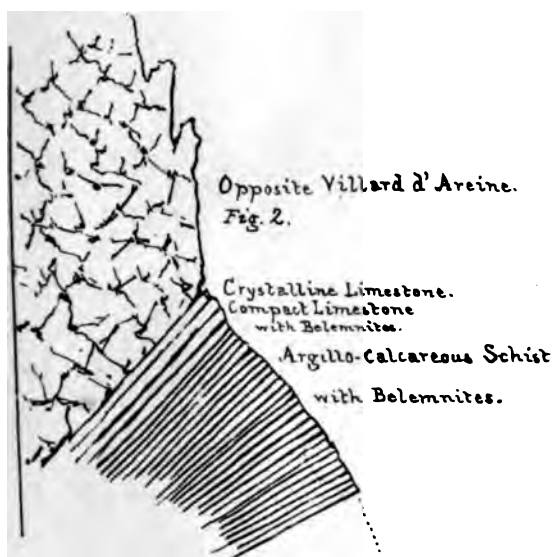 Opposite Villard d'Areine.
Fig. 2.
Crystalline Limestone.
Compact Limestone
with Belemnites.
Argillo-Calcareous Schist
with Belemnites.